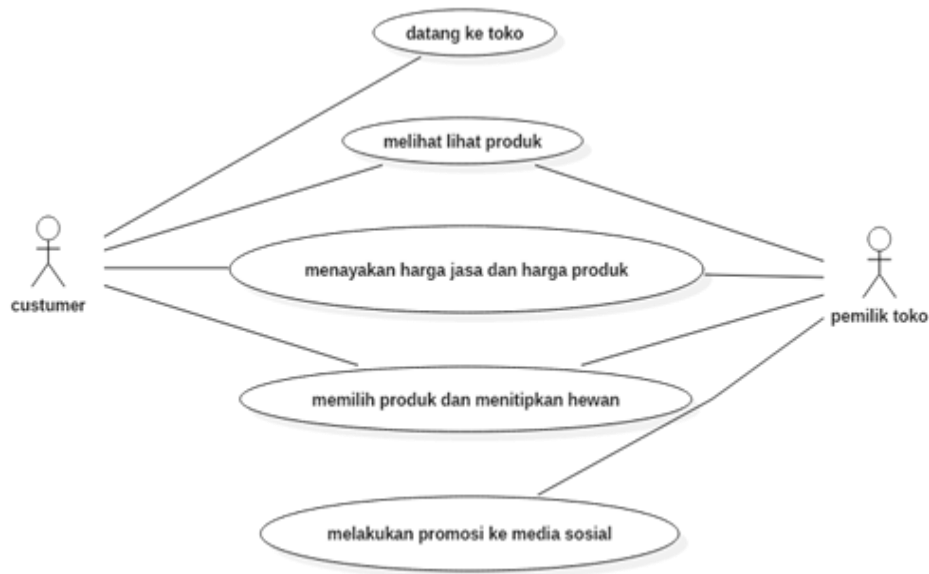 datang ke toko
melihat lihat produk
menayakan harga jasa dan harga produk
custumer
pemilik toko
memilih produk dan menitipkan hewan
melakukan promosi ke media sosial